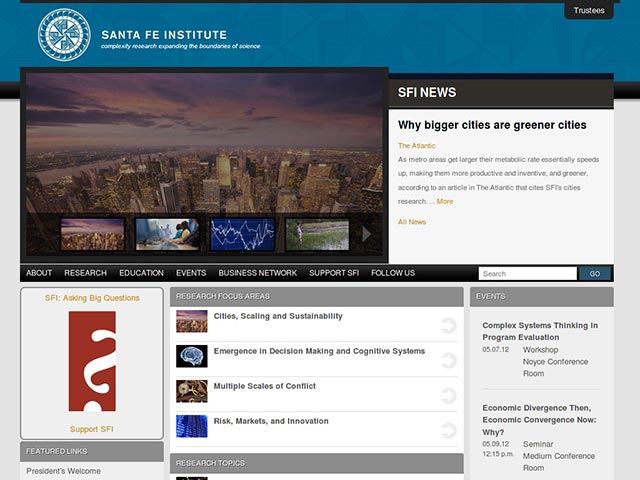 Trustees
SANTA FE INSTITUTE
complexity research expanding the boundaries of science
SFI NEWS
Why bigger cities are greener cities
The Atlantic
As metro areas get larger their metabolic rate essentially speeds
up, making them more productive and inventive, and greener,
according to an article in The Atlantic that cites SFI's cities
research. ... More
All News
ABOUT RESEARCH EDUCATION EVENTS BUSINESS NETWORK SUPPORT SFI FOLLOW US Search GO
SFI: Asking Big Questions
?
Support SFI
FEATURED LINKS
President's Welcome
RESEARCH FOCUS AREAS
Cities, Scaling and Sustainability
Emergence in Decision Making and Cognitive Systems
Multiple Scales of Conflict
Risk, Markets, and Innovation
RESEARCH TOPICS
EVENTS
Complex Systems Thinking in
Program Evaluation
05.07.12 Workshop
Noyce Conference
Room
Economic Divergence Then,
Economic Convergence Now:
Why?
05.09.12 Seminar
12:15 p.m. Medium Conference
Room